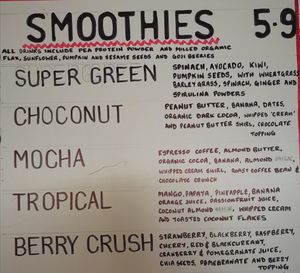 SMOOTHIES 5.9
ALL DRINKS INCLUDE PEA PROTEIN POWDER AND MILLED ORGANIC
FLAX, SUNFLOWER, PUMPKIN AND SESAME SEEDS AND GOJI BERRIES
SUPER GREEN
SPINACH, AVOCADO, KIWI,
PUMPKIN SEEDS, WITH WHEATGRASS
BARLEY GRASS, SPINACH, GINGER AND
SPIRULINA POWDERS
CHOCONUT
PEANUT BUTTER, BANANA, DATES,
ORGANIC DARK COCOA, WHIPPED 'CREAM'
AND PEANUT BUTTER SWIRL, CHOCOLATE
TOPPING
MOCHA
ESPRESSO COFFEE, ALMOND BUTTER,
ORGANIC COCOA, BANANA, ALMOND MILK,
WHIPPED CREAM SWIRL, ROAST COFFEE BEAN &
CHOCOLATE CRUNCH
TROPICAL
MANGO, PAPAYA, PINEAPPLE, BANANA
ORANGE JUICE, PASSIONFRUIT JUICE,
COCONUT ALMOND MILK, WHIPPED CREAM
AND TOASTED COCONUT FLAKES
BERRY CRUSH
STRAWBERRY, BLACKBERRY, RASPBERRY,
CHERRY, RED & BLACKCURRANT,
CRANBERRY & POMEGRANATE JUICE,
CHIA SEEDS, POMEGRANATE AND BERRY
TOPPING